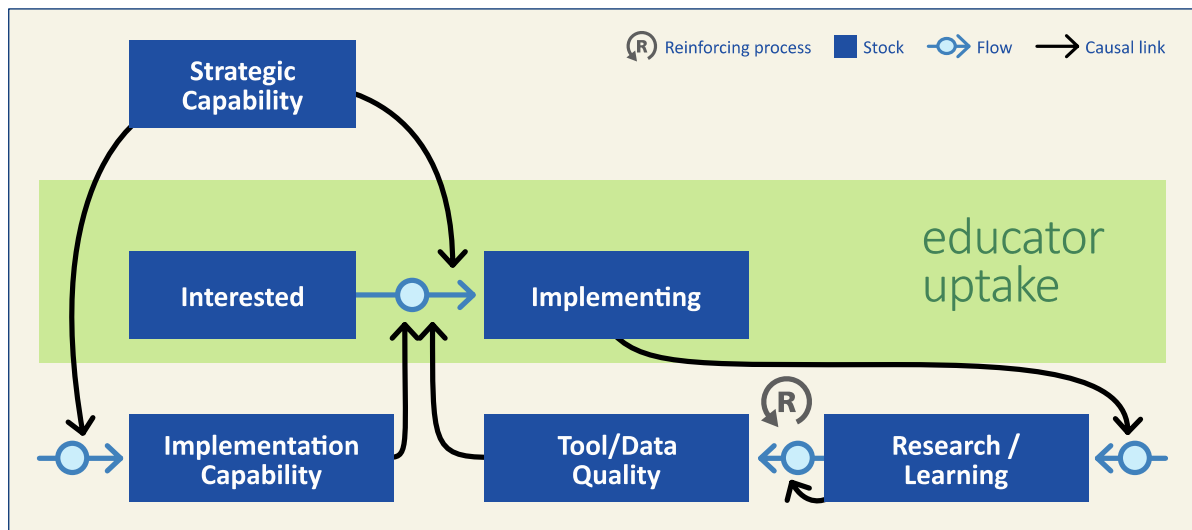 R Reinforcing process
Stock
Flow
Causal link
Strategic
Capability
educator
uptake
Interested
Implementing
R
Implementation
Capability
Tool/Data
Quality
Research /
Learning